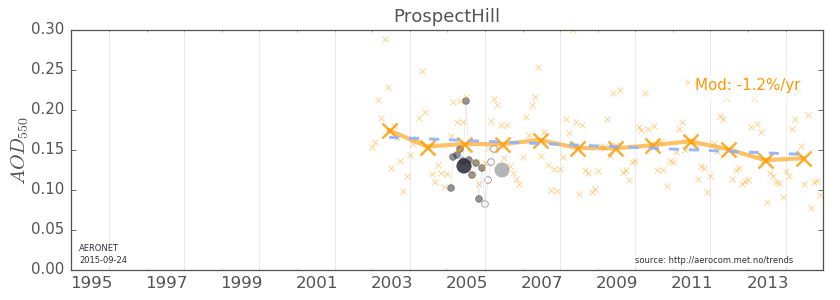 ProspectHill
0.30
0.25
0.20
0.15
0.10
0.05
0.00
AOD550
Mod: -1.2%/yr
AERONET
2015-09-24
source: http://aerocom.met.no/trends
1995 1997 1999 2001 2003 2005 2007 2009 2011 2013